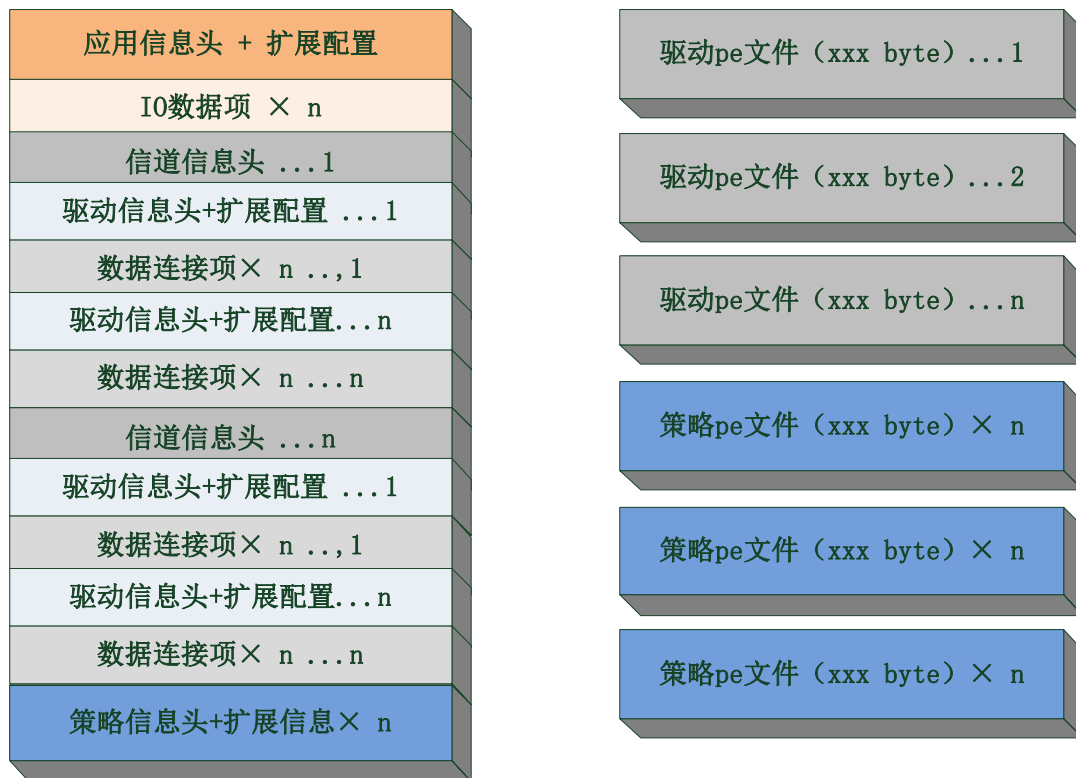 应用信息头 + 扩展配置
IO数据项 × n
信道信息头 ...1
驱动信息头+扩展配置 ...1
数据连接项× n ..,1
驱动信息头+扩展配置...n
数据连接项× n ...n
信道信息头 ...n
驱动信息头+扩展配置 ...1
数据连接项× n ..,1
驱动信息头+扩展配置...n
数据连接项× n ...n
策略信息头+扩展信息× n
驱动pe文件（xxx byte）...1
驱动pe文件（xxx byte）...2
驱动pe文件（xxx byte）...n
策略pe文件（xxx byte）× n
策略pe文件（xxx byte）× n
策略pe文件（xxx byte）× n